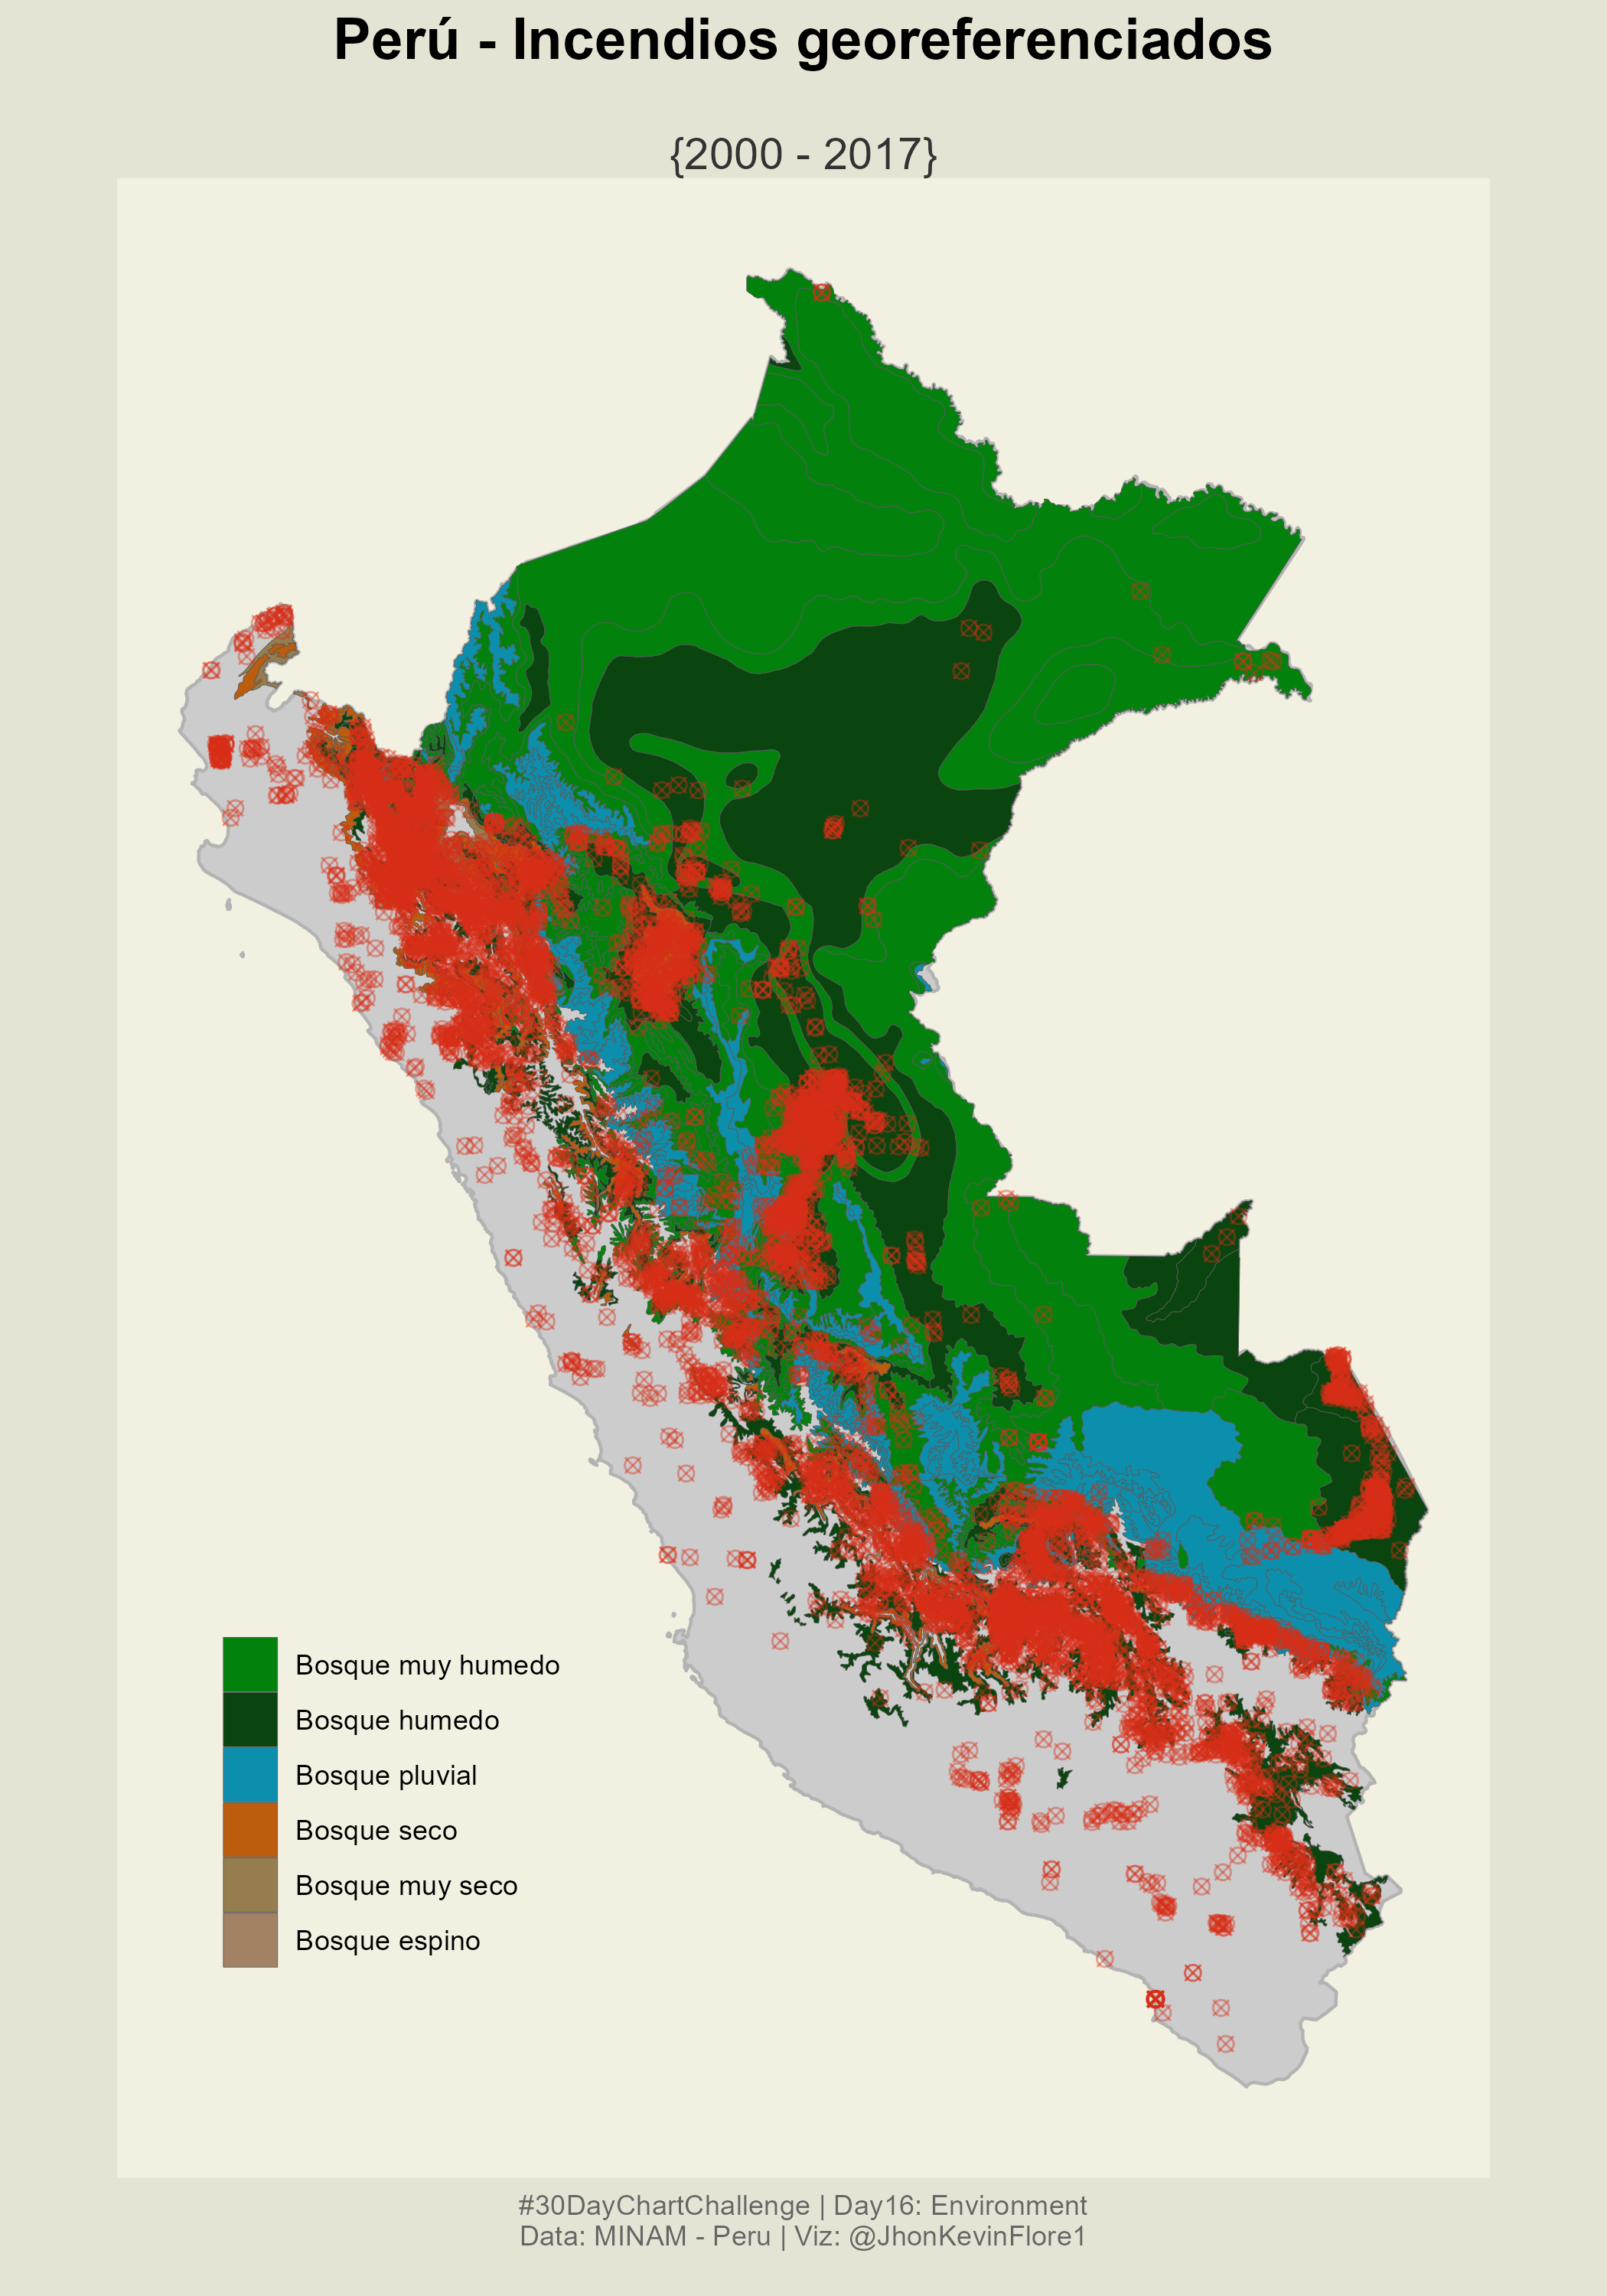 Perú - Incendios georeferenciados
{2000 - 2017}
Bosque muy humedo
Bosque humedo
Bosque pluvial
Bosque seco
Bosque muy seco
Bosque espino
#30DayChartChallenge | Day16: Environment
Data: MINAM - Peru | Viz: @JhonKevinFlore1